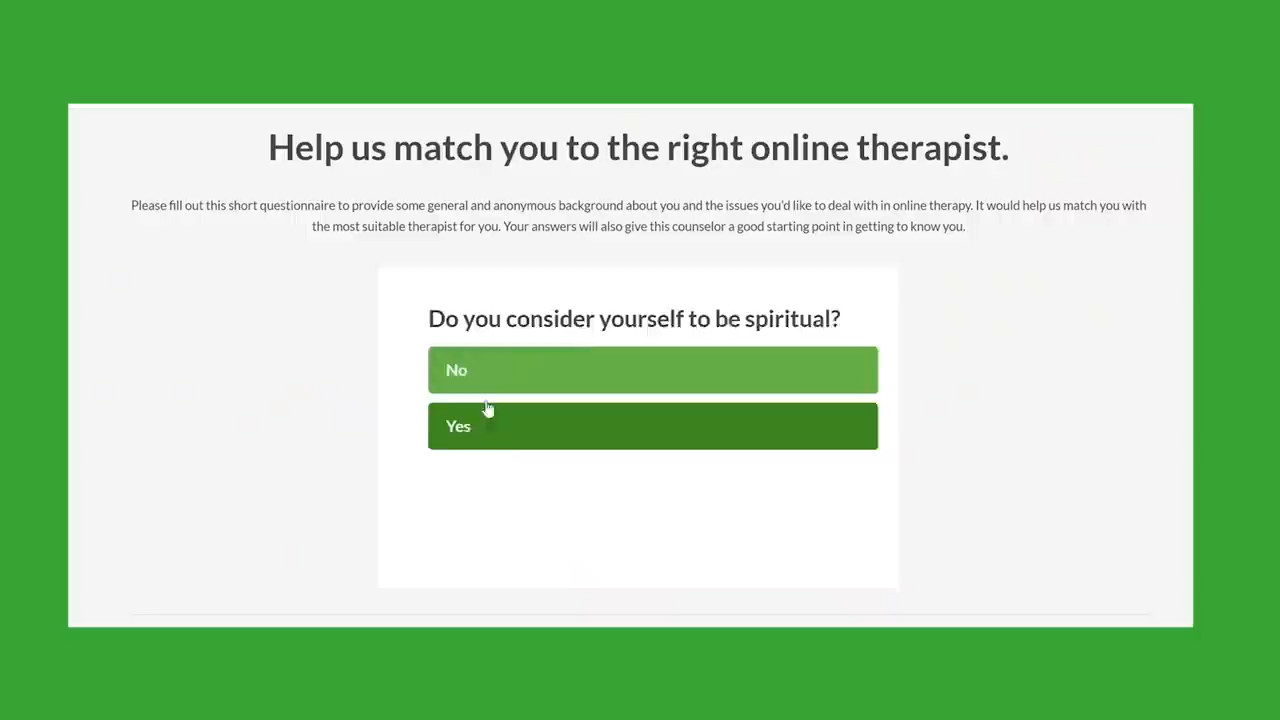 Help us match you to the right online therapist.
Please fill out this short questionnaire to provide some general and anonymous background about you and the issues you'd like to deal with in online therapy. It would help us match you with
the most suitable therapist for you. Your answers will also give this counselor a good starting point in getting to know you.
Do you consider yourself to be spiritual?
No
Yes